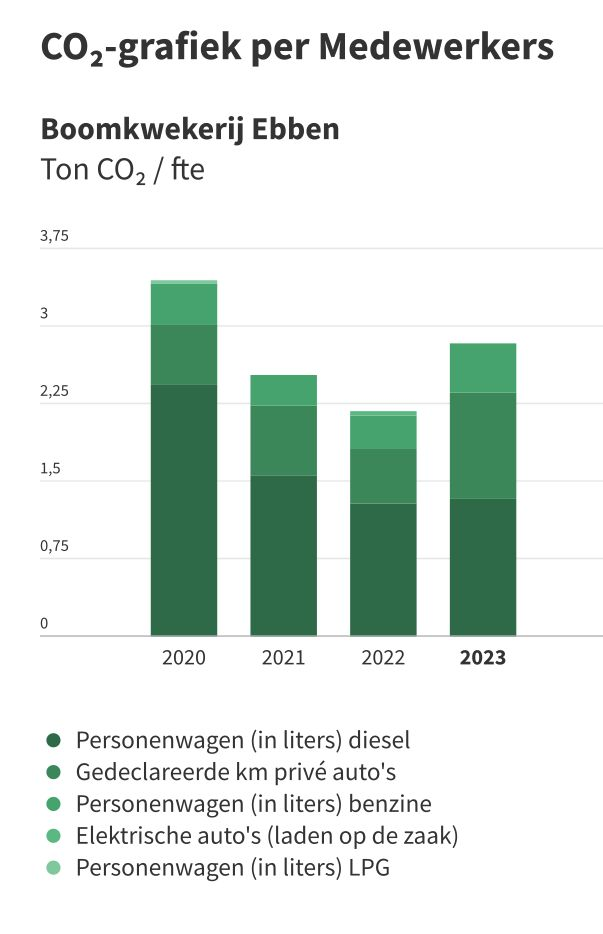 CO₂-grafiek per Medewerkers
Boomkwekerij Ebben
Ton CO₂ / fte
3,75
3
2,25
1,5
0,75
0
2020 2021 2022 2023
Personenwagen (in liters) diesel
Gedeclareerde km privé auto's
Personenwagen (in liters) benzine
Elektrische auto's (laden op de zaak)
Personenwagen (in liters) LPG